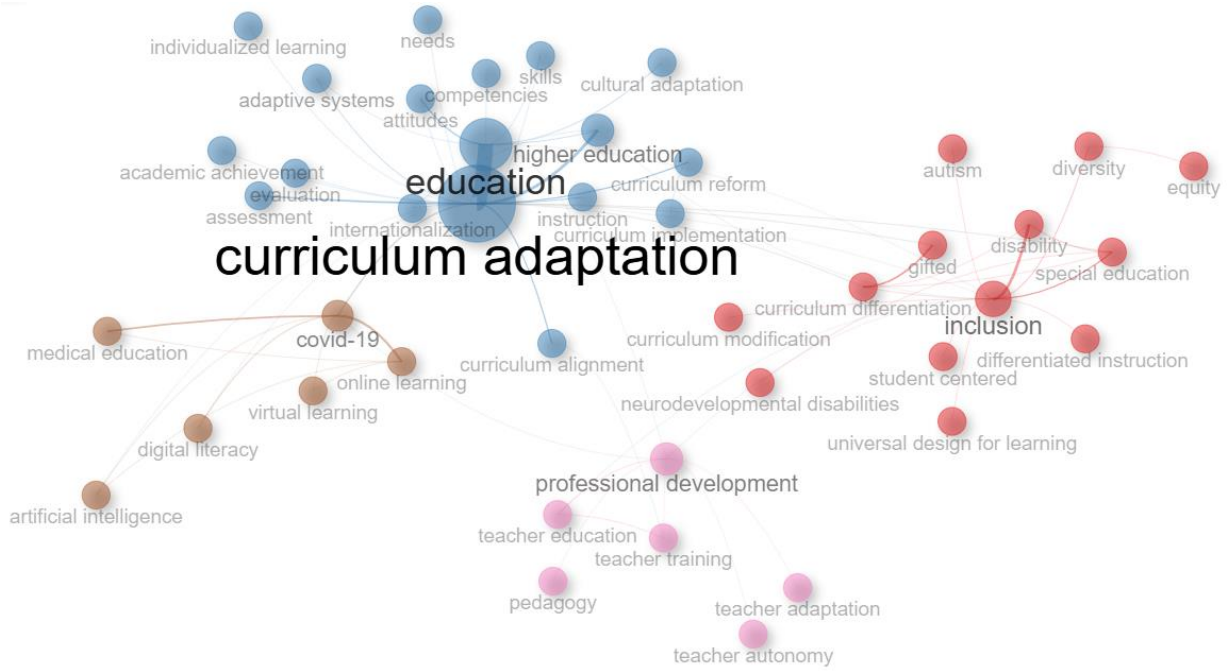 individualized learning
needs
skills
adaptive systems
competencies
cultural adaptation
attitudes
higher education
academic achievement
evaluation
education
curriculum reform
assessment
internationalization
instruction
curriculum implementation
curriculum adaptation
autism
diversity
equity
disability
gifted
special education
curriculum differentiation
inclusion
curriculum modification
differentiated instruction
student centered
neurodevelopmental disabilities
universal design for learning
covid-19
medical education
curriculum alignment
online learning
virtual learning
digital literacy
artificial intelligence
professional development
teacher education
teacher training
pedagogy
teacher adaptation
teacher autonomy